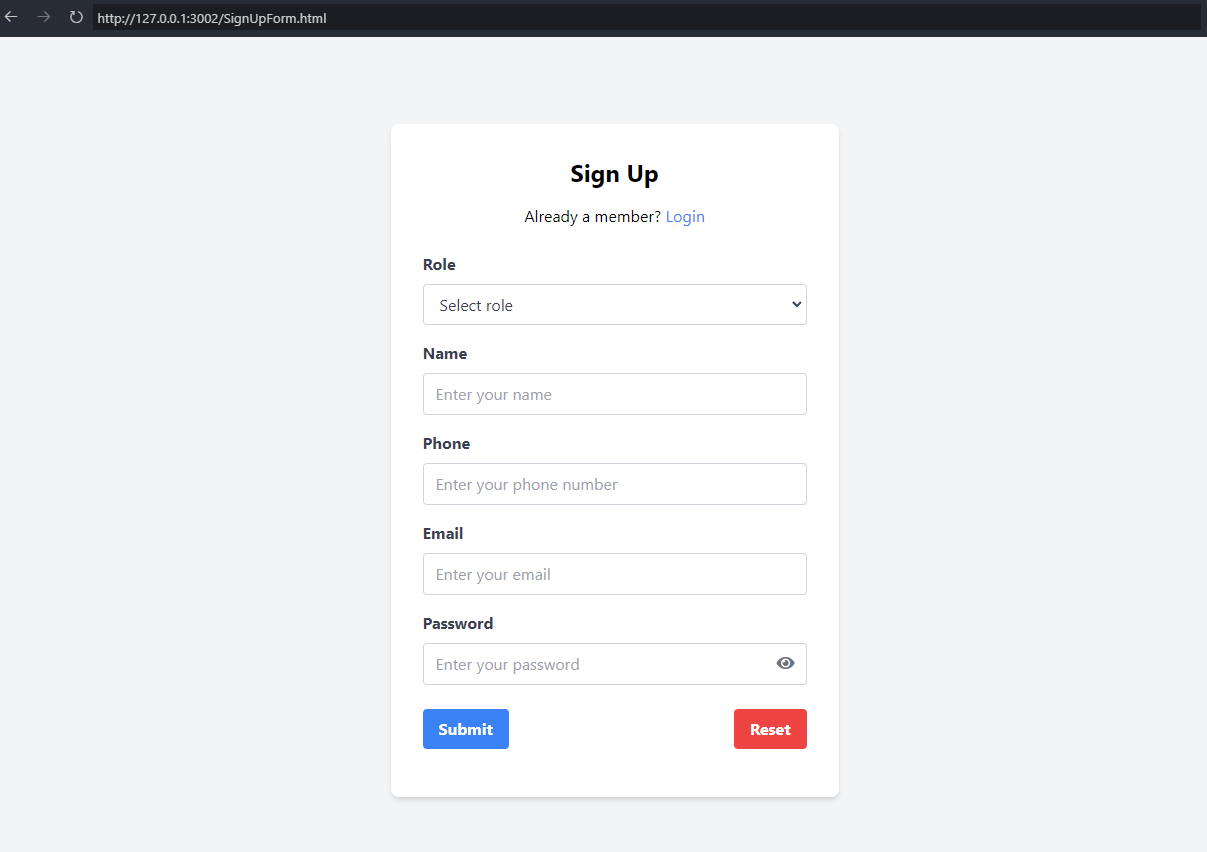 http://127.0.0.1:3002/SignUpForm.html
Sign Up
Already a member? Login
Role
Select role
Name
Enter your name
Phone
Enter your phone number
Email
Enter your email
Password
Enter your password
Submit Reset